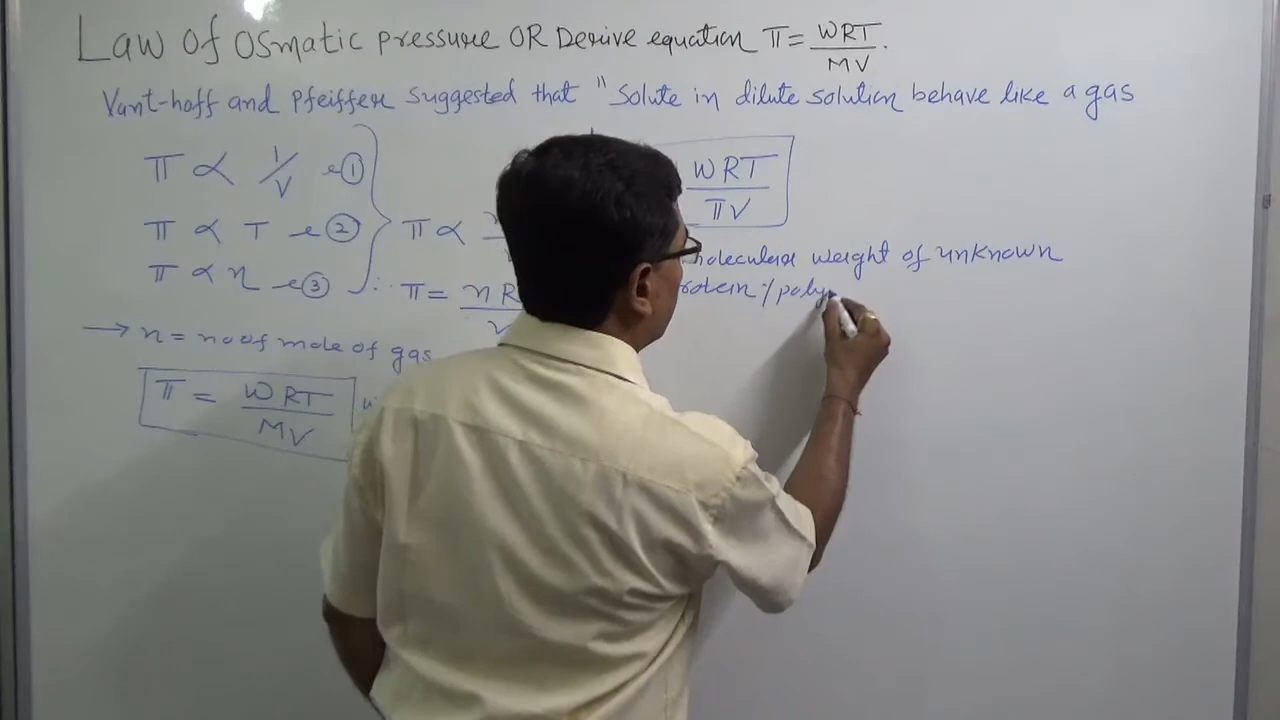 Law of Osmatic pressure OR Derive equation π = WRT/MV.
Vant-hoff and Pfeiffer suggested that " Solute in dilute solution behave like a gas
π ∝ 1/V ①
π ∝ T ②
π ∝ n ③
π ∝
∴ π = nR
→ n = no of mole of gas
π = WRT/MV
WRT/πV
molecular weight of unknown
rotein / poly